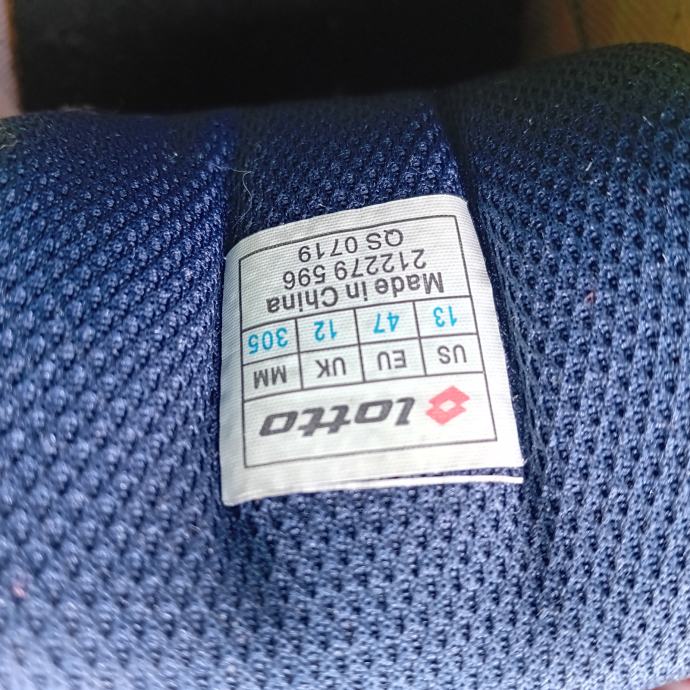 lotto
US EU UK MM
13 47 12 305
Made in China
212279 596
QS 0719